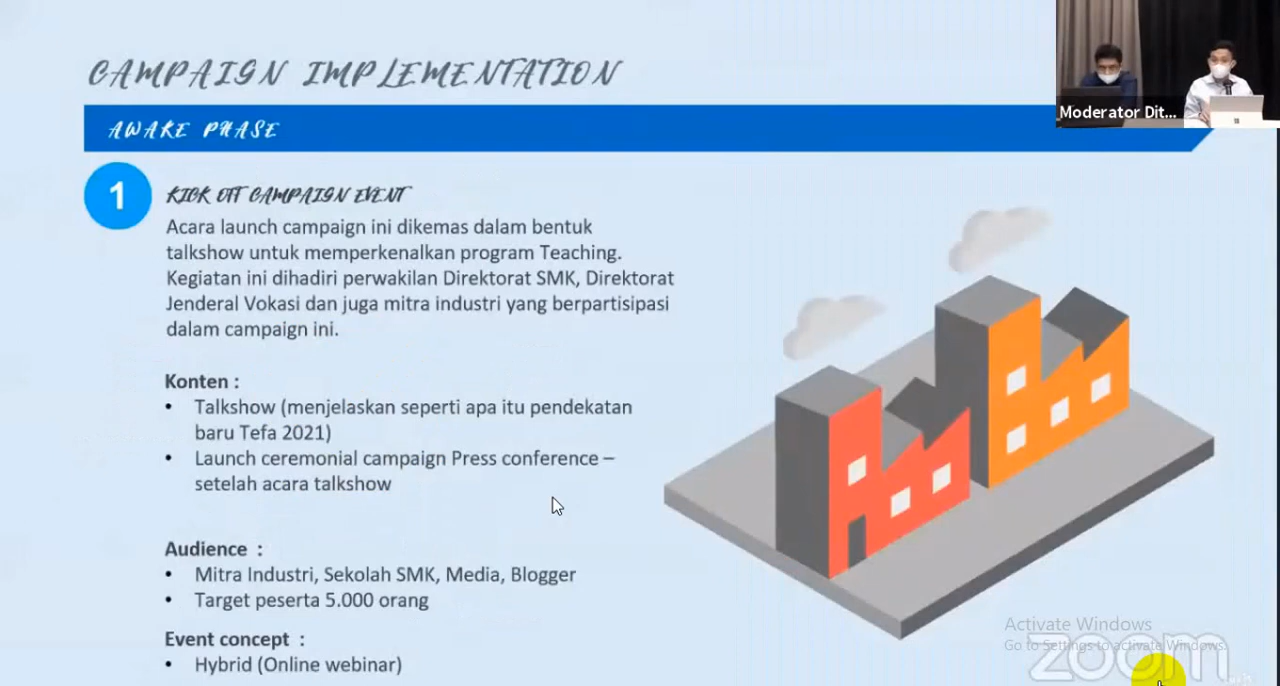 CAMPAIGN IMPLEMENTATION
AWAKE PHASE
Moderator Dit...
1
KICK OFF CAMPAIGN EVENT
Acara launch campaign ini dikemas dalam bentuk
talkshow untuk memperkenalkan program Teaching.
Kegiatan ini dihadiri perwakilan Direktorat SMK, Direktorat
Jenderal Vokasi dan juga mitra industri yang berpartisipasi
dalam campaign ini.
Konten :
• Talkshow (menjelaskan seperti apa itu pendekatan
baru Tefa 2021)
• Launch ceremonial campaign Press conference –
setelah acara talkshow
Audience :
• Mitra Industri, Sekolah SMK, Media, Blogger
• Target peserta 5.000 orang
Event concept :
• Hybrid (Online webinar)
Activate Windows
Go to Settings to activate Windows.
zoom